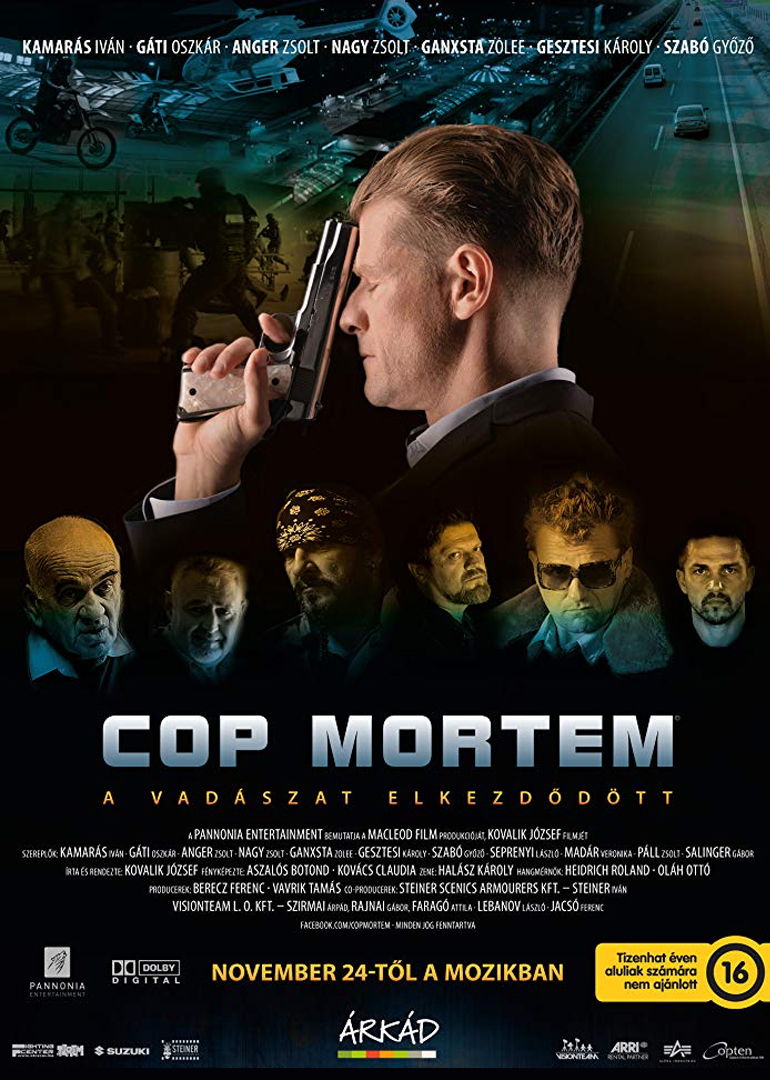 KAMARÁS IVÁN · GÁTI OSZKÁR · ANGER ZSOLT · NAGY ZSOLT · GANXSTA ZOLEE · GESZTESI KÁROLY · SZABÓ GYŐZŐ
COP MORTEM
A VADÁSZAT ELKEZDŐDÖTT
A PANNONIA ENTERTAINMENT BEMUTATJA A MACLEOD FILM PRODUKCIÓJÁT, KOVALIK JÓZSEF FILMJÉT
SZEREPLŐK: KAMARÁS IVÁN · GÁTI OSZKÁR · ANGER ZSOLT · NAGY ZSOLT · GANXSTA ZOLEE · GESZTESI KÁROLY · SZABÓ GYŐZŐ · SEPRENYI LÁSZLÓ · MADÁR VERONIKA · PÁLL ZSOLT · SALINGER GÁBOR
ÍRTA ÉS RENDEZTE: KOVALIK JÓZSEF FÉNYKÉPEZTE: ASZALÓS BOTOND · KOVÁCS CLAUDIA ZENE: HALÁSZ KÁROLY HANGMÉRNÖK: HEIDRICH ROLAND · OLÁH OTTÓ
PRODUCEREK: BERECZ FERENC · VAVRIK TAMÁS CO-PRODUCEREK: STEINER SCENICS ARMOURERS KFT. – STEINER IVÁN
VISIONTEAM L. O. KFT. – SZIRMAI ÁRPÁD, RAJNAI GÁBOR, FARAGÓ ATTILA · LEBANOV LÁSZLÓ · JACSÓ FERENC
FACEBOOK.COM/COPMORTEM · MINDEN JOG FENNTARTVA
PANNONIA
ENTERTAINMENT
DOLBY
DIGITAL
NOVEMBER 24-TŐL A MOZIKBAN
Tizenhat éven
aluliak számára
nem ajánlott
16
ÁRKÁD
FIGHTING
CENTER
SUZUKI
STEINER
VISIONTEAM
ARRI
RENTAL PARTNER
ALPHA INDUSTRIES
Opten